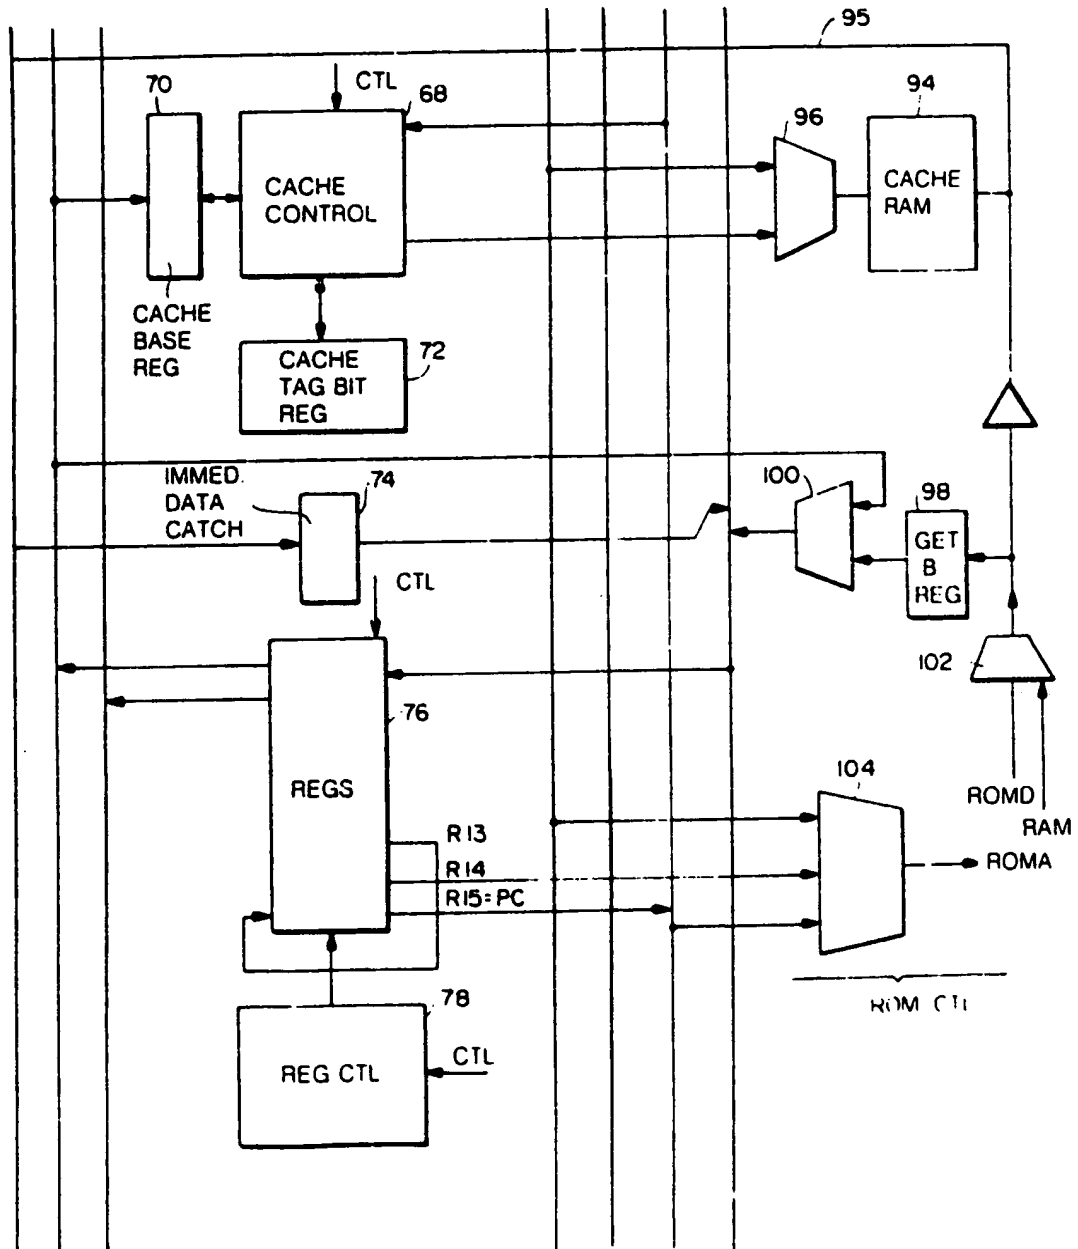 95
70
CTL
68
96
94
CACHE
CONTROL
CACHE
RAM
CACHE
BASE
REG
72
CACHE
TAG BIT
REG
IMMED.
DATA
CATCH
74
100
98
GET
B
REG
CTL
102
76
REGS
104
ROMD
RAM
R13
R14
R15=PC
ROMA
ROM CTL
78
REG CTL
CTL